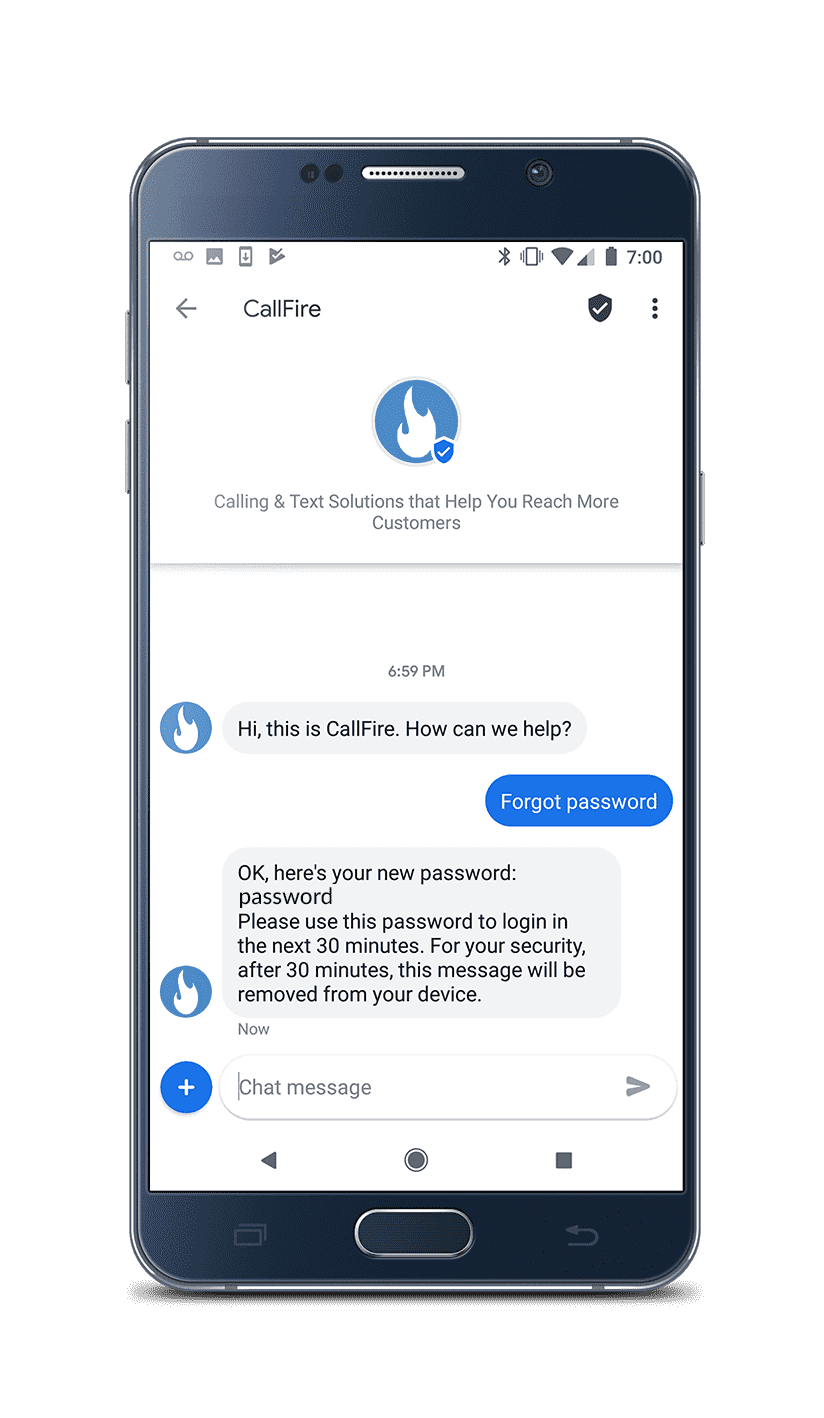 7:00
CallFire
Calling & Text Solutions that Help You Reach More
Customers
6:59 PM
Hi, this is CallFire. How can we help?
Forgot password
OK, here's your new password:
password
Please use this password to login in
the next 30 minutes. For your security,
after 30 minutes, this message will be
removed from your device.
Now
Chat message